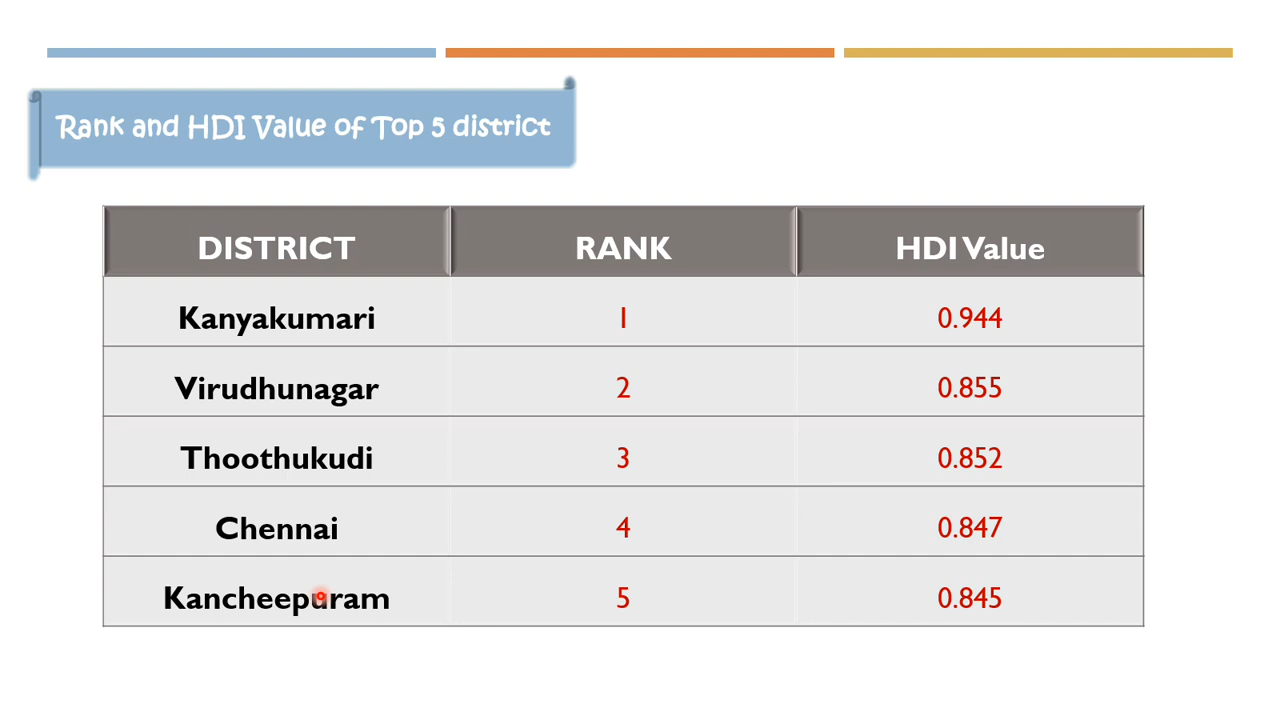 Rank and HDI Value of Top 5 district
DISTRICT RANK HDI Value
Kanyakumari 1 0.944
Virudhunagar 2 0.855
Thoothukudi 3 0.852
Chennai 4 0.847
Kancheepuram 5 0.845